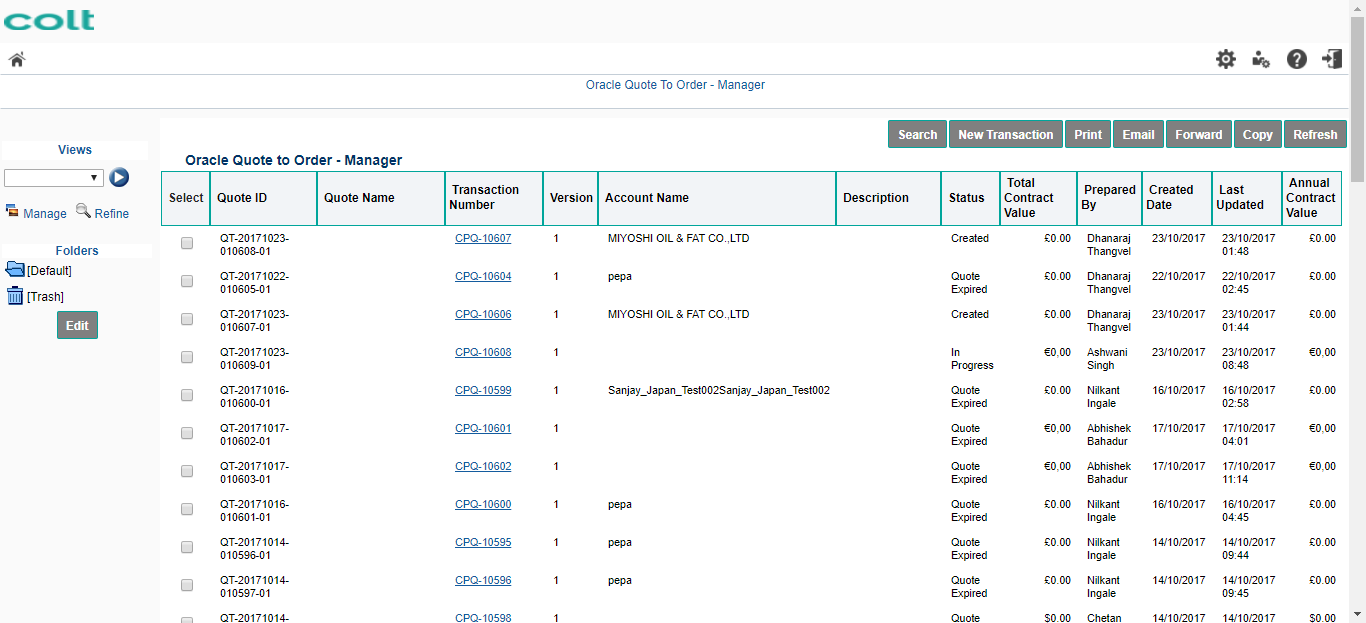 colt
Oracle Quote To Order - Manager
Search New Transaction Print Email Forward Copy Refresh
Views
Manage Refine
Folders
[Default]
[Trash]
Edit
Oracle Quote to Order - Manager
Select Quote ID Quote Name Transaction Number Version Account Name Description Status Total Contract Value Prepared By Created Date Last Updated Annual Contract Value
QT-20171023- CPQ-10607 1 MIYOSHI OIL & FAT CO.,LTD Created £0.00 Dhanaraj 23/10/2017 23/10/2017 £0.00
010608-01 Thangvel 01:48
QT-20171022- CPQ-10604 1 pepa Quote £0.00 Dhanaraj 22/10/2017 22/10/2017 £0.00
010605-01 Expired Thangvel 02:45
QT-20171023- CPQ-10606 1 MIYOSHI OIL & FAT CO.,LTD Created £0.00 Dhanaraj 23/10/2017 23/10/2017 £0.00
010607-01 Thangvel 01:44
QT-20171023- CPQ-10608 1 In €0,00 Ashwani 23/10/2017 23/10/2017 €0,00
010609-01 Progress Singh 08:48
QT-20171016- CPQ-10599 1 Sanjay_Japan_Test002Sanjay_Japan_Test002 Quote £0.00 Nilkant 16/10/2017 16/10/2017 £0.00
010600-01 Expired Ingale 02:58
QT-20171017- CPQ-10601 1 Quote €0,00 Abhishek 17/10/2017 17/10/2017 €0,00
010602-01 Expired Bahadur 04:01
QT-20171017- CPQ-10602 1 Quote €0,00 Abhishek 17/10/2017 17/10/2017 €0,00
010603-01 Expired Bahadur 11:14
QT-20171016- CPQ-10600 1 pepa Quote £0.00 Nilkant 16/10/2017 16/10/2017 £0.00
010601-01 Expired Ingale 04:45
QT-20171014- CPQ-10595 1 pepa Quote £0.00 Nilkant 14/10/2017 14/10/2017 £0.00
010596-01 Expired Ingale 09:44
QT-20171014- CPQ-10596 1 pepa Quote £0.00 Nilkant 14/10/2017 14/10/2017 £0.00
010597-01 Expired Ingale 09:45
QT-20171014- CPQ-10598 1 Quote $0.00 Chetan 14/10/2017 14/10/2017 $0.00